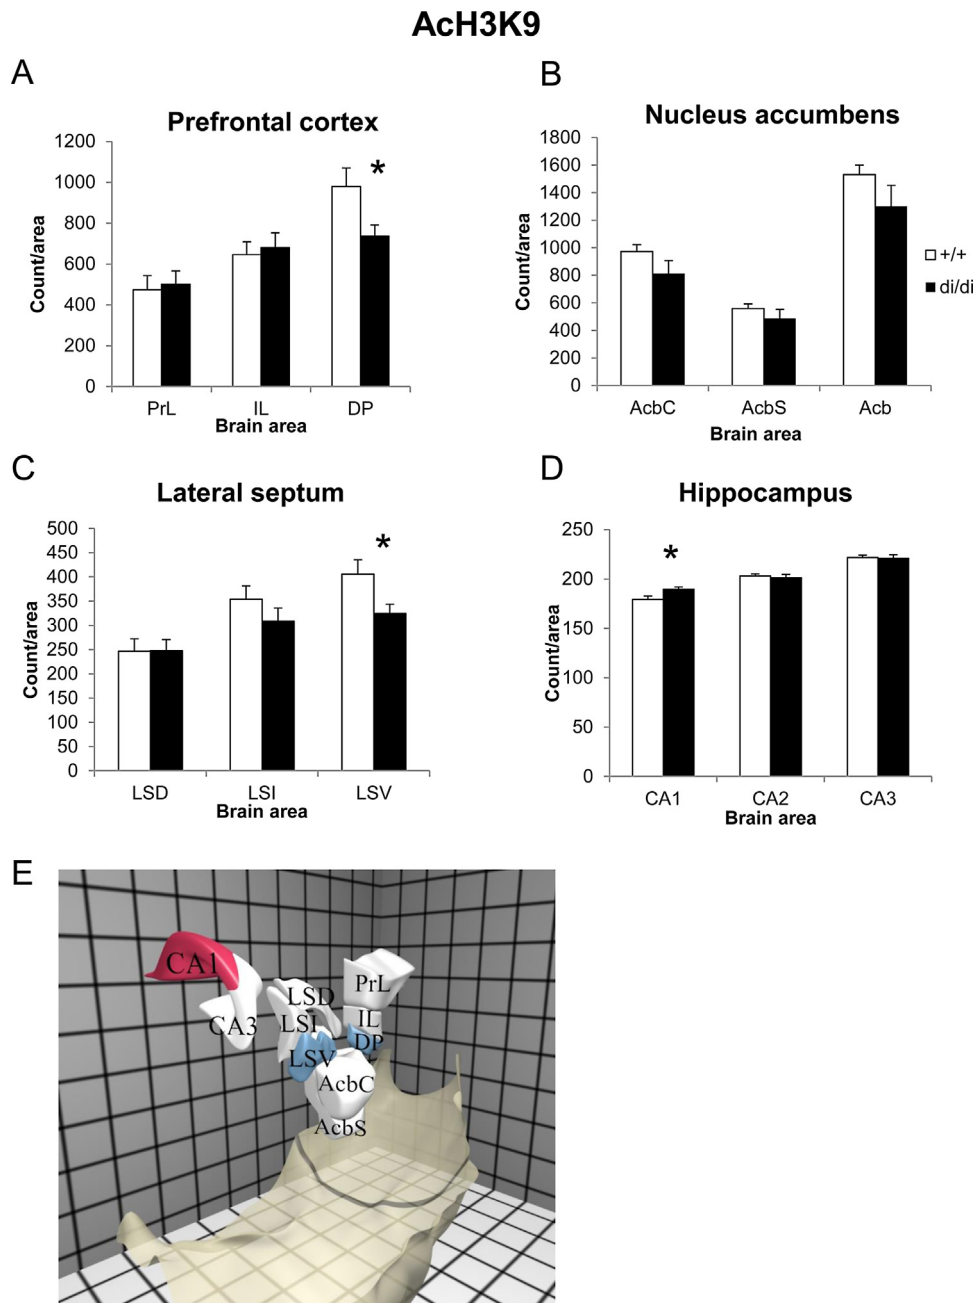 AcH3K9
A
Prefrontal cortex
1200
1000
800
600
400
200
0
Count/area
*
PrL IL DP
Brain area
B
Nucleus accumbens
1800
1600
1400
1200
1000
800
600
400
200
0
Count/area
AcbC AcbS Acb
Brain area
+/+
di/di
C
Lateral septum
500
450
400
350
300
250
200
150
100
50
0
Count/area
*
LSD LSI LSV
Brain area
D
Hippocampus
250
200
150
100
50
0
Count/area
*
CA1 CA2 CA3
Brain area
E
CA1
CA3
LSD
LSI
LSV
PrL
IL
DP
AcbC
AcbS